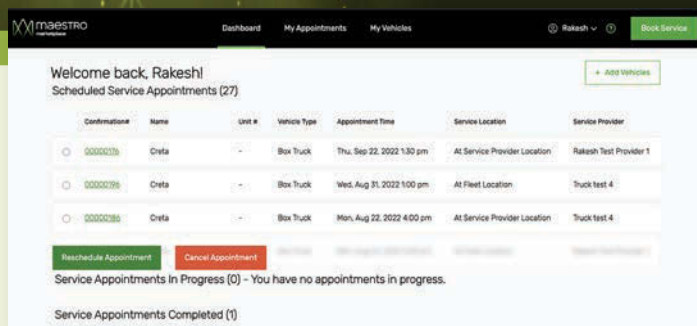 maestro
marketplace
Dashboard My Appointments My Vehicles Rakash ? Book Service
Welcome back, Rakesh!
+ Add Vehicles
Scheduled Service Appointments (27)
Confirmation# Name Unit # Vehicle Type Appointment Time Service Location Service Provider
00000176 Creta - Box Truck Thu, Sep 22, 2022 1:30 pm At Service Provider Location Rakesh Test Provider 1
00000196 Creta - Box Truck Wed, Aug 31, 2022 1:00 pm At Fleet Location Truck test 4
00000186 Creta - Box Truck Mon, Aug 22, 2022 4:00 pm At Service Provider Location Truck test 4
Reschedule Appointment Cancel Appointment
Service Appointments In Progress (0) - You have no appointments in progress.
Service Appointments Completed (1)